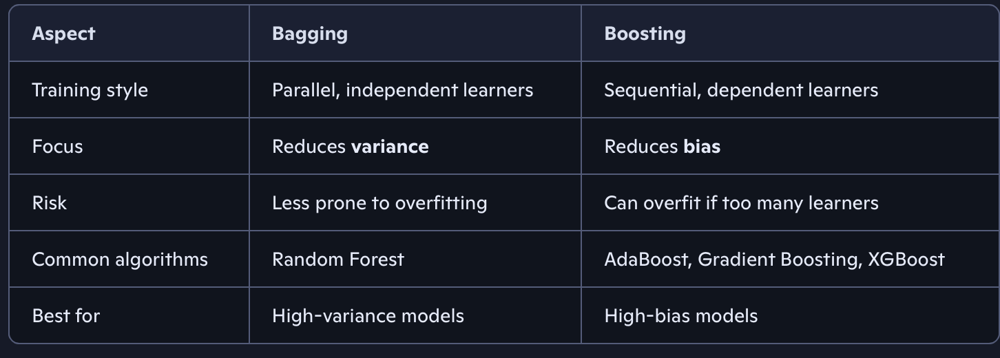 Aspect Bagging Boosting
Training style Parallel, independent learners Sequential, dependent learners
Focus Reduces variance Reduces bias
Risk Less prone to overfitting Can overfit if too many learners
Common algorithms Random Forest AdaBoost, Gradient Boosting, XGBoost
Best for High-variance models High-bias models